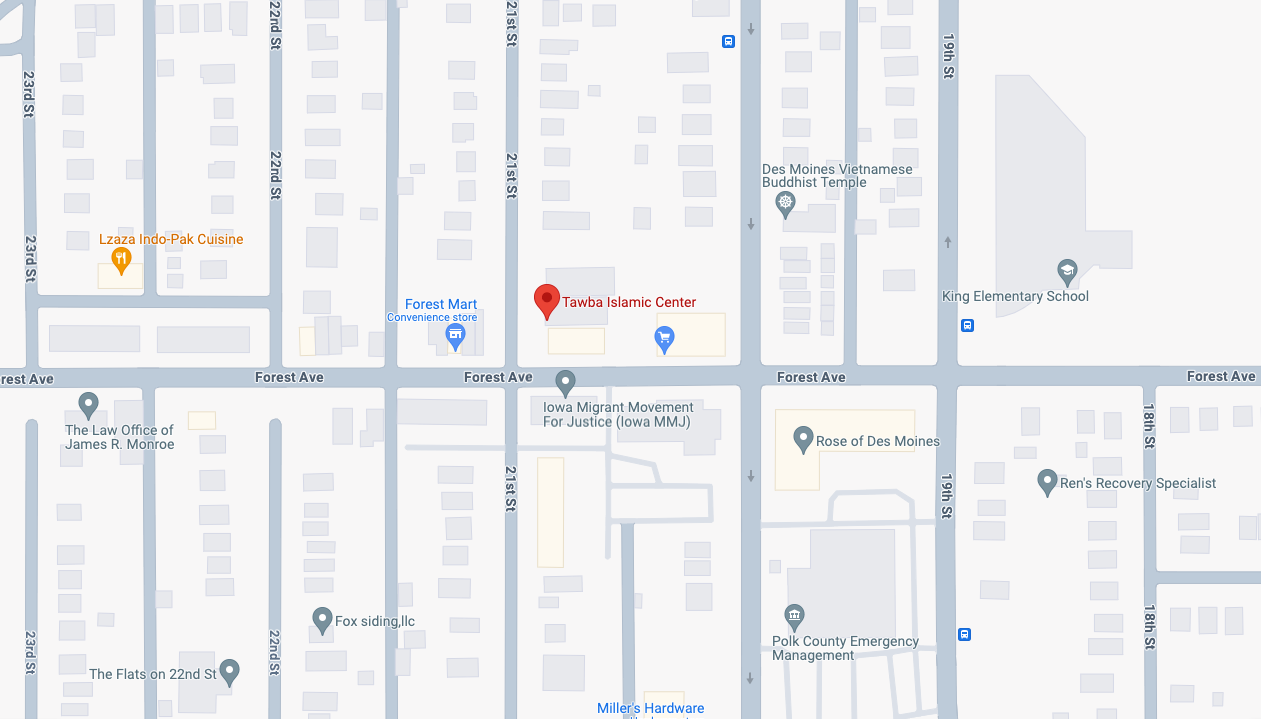 22nd St
21st St
19th St
23rd St
22nd St
21st St
Des Moines Vietnamese
Buddhist Temple
23rd St
Lzaza Indo-Pak Cuisine
King Elementary School
Tawba Islamic Center
Forest Mart
Convenience store
rest Ave
Forest Ave
Forest Ave
Forest Ave
Forest Ave
Iowa Migrant Movement
For Justice (Iowa MMJ)
The Law Office of
James R. Monroe
18th St
Rose of Des Moines
21st St
19th St
Ren's Recovery Specialist
Fox siding,llc
18th St
23rd St
22nd St
Polk County Emergency
Management
The Flats on 22nd St
Miller's Hardware